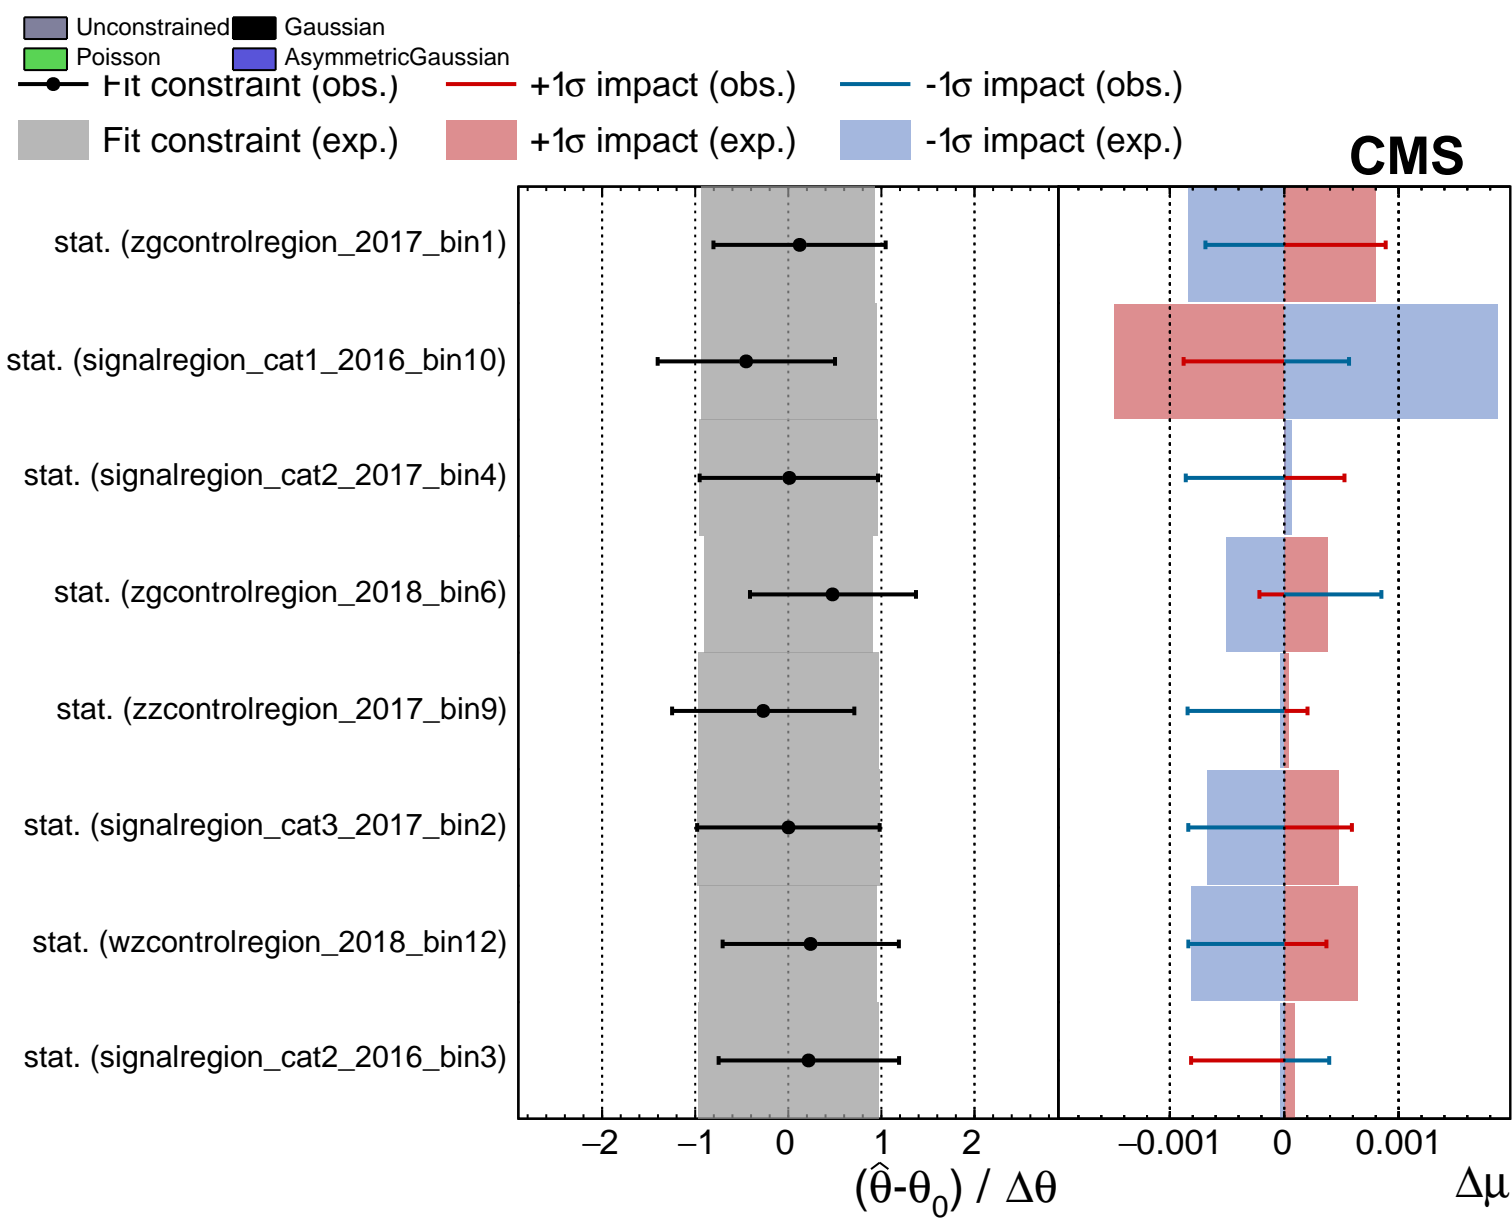 Unconstrained Gaussian
Poisson AsymmetricGaussian
Fit constraint (obs.) +1σ impact (obs.) -1σ impact (obs.)
Fit constraint (exp.) +1σ impact (exp.) -1σ impact (exp.)
CMS
stat. (zgcontrolregion_2017_bin1)
stat. (signalregion_cat1_2016_bin10)
stat. (signalregion_cat2_2017_bin4)
stat. (zgcontrolregion_2018_bin6)
stat. (zzcontrolregion_2017_bin9)
stat. (signalregion_cat3_2017_bin2)
stat. (wzcontrolregion_2018_bin12)
stat. (signalregion_cat2_2016_bin3)
−2 −1 0 1 2 −0.001 0 0.001
(θ̂-θ₀) / Δθ Δμ